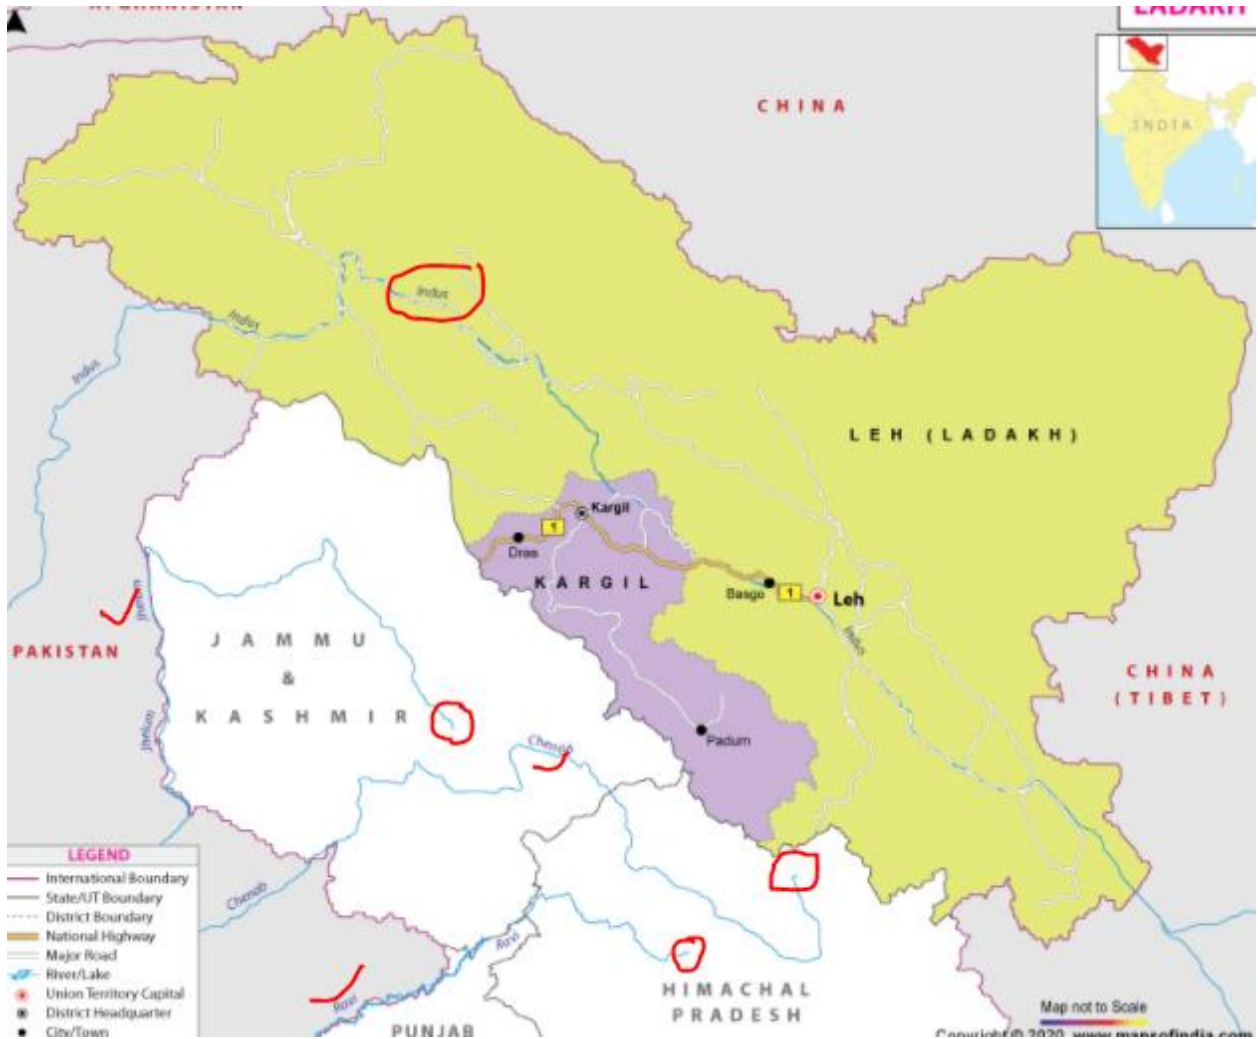 AFGHANISTAN
LADAKH
CHINA
INDIA
Indus
Indus
Indus
LEH (LADAKH)
Kargil
1
Dras
KARGIL
Basgo
1
Leh
Indus
Jhelum
PAKISTAN
JAMMU
&
KASHMIR
CHINA
(TIBET)
Jhelum
Chenab
Padum
LEGEND
International Boundary
State/UT Boundary
District Boundary
National Highway
Major Road
River/Lake
Union Territory Capital
District Headquarter
City/Town
Chenab
Ravi
Ravi
HIMACHAL
PRADESH
PUNJAB
Map not to Scale
Copyright © 2020 www.mapsofindia.com